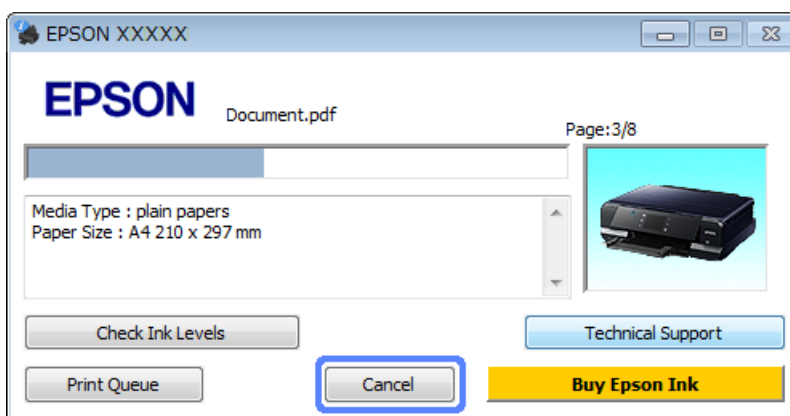 EPSON XXXXX
EPSON
Document.pdf
Page:3/8
Media Type : plain papers
Paper Size : A4 210 x 297 mm
Check Ink Levels
Technical Support
Print Queue
Cancel
Buy Epson Ink